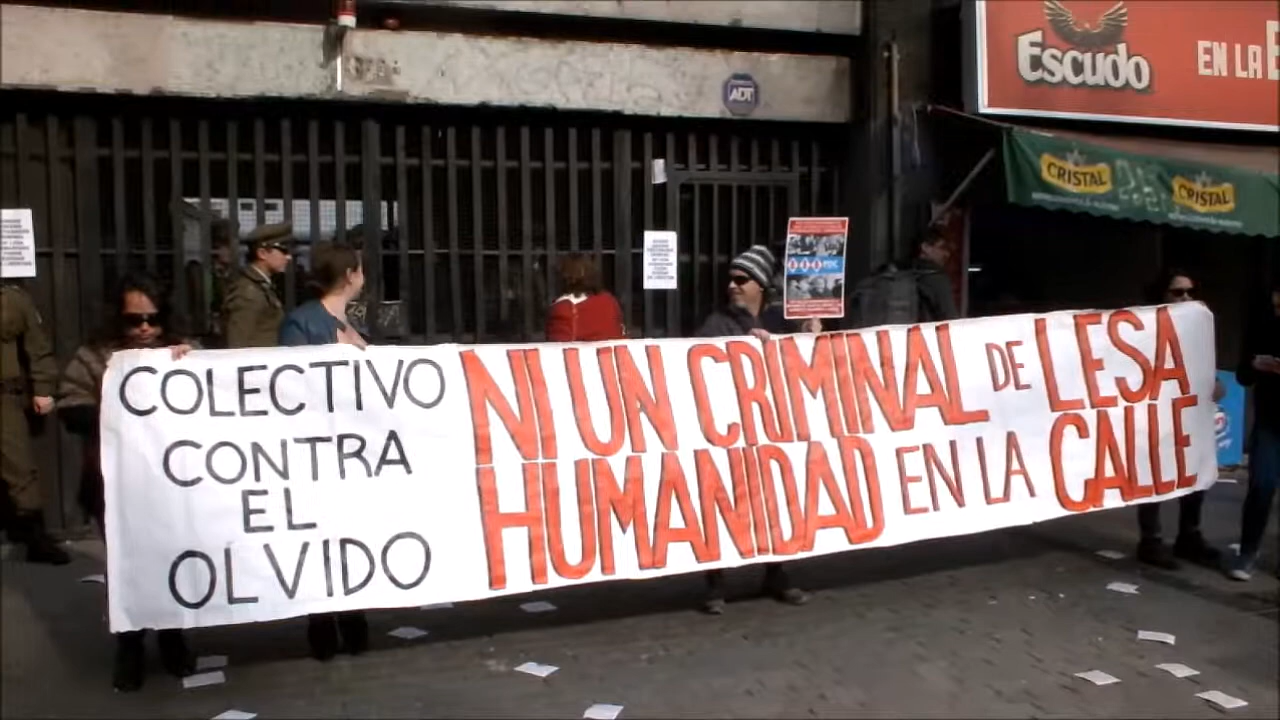 Escudo
EN LA
ADT
CRISTAL
CRISTAL
COLECTIVO
CONTRA
EL
OLVIDO
NI UN CRIMINAL DE LESA
HUMANIDAD EN LA CALLE